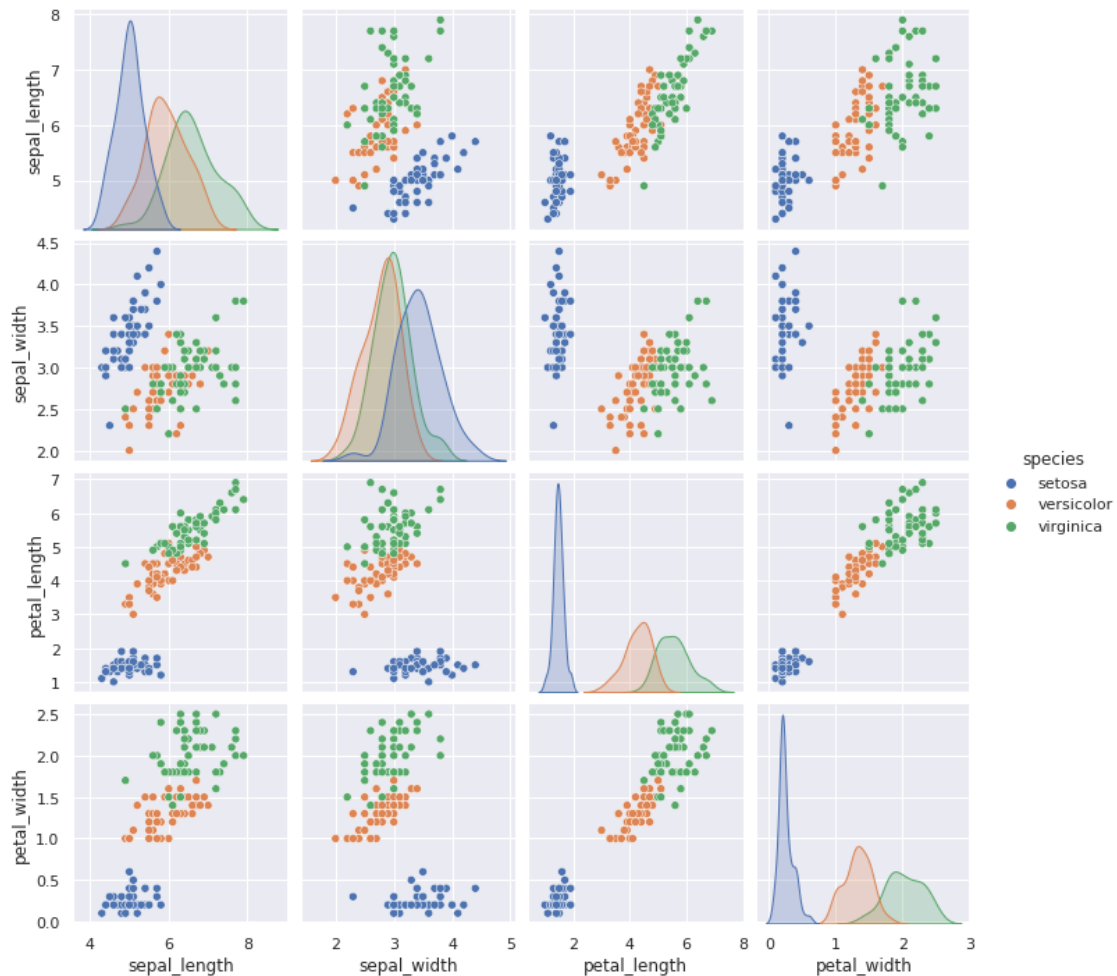 8
7
6
5
sepal_length
4.5
4.0
3.5
3.0
2.5
2.0
sepal_width
species
setosa
versicolor
virginica
7
6
5
4
3
2
1
petal_length
2.5
2.0
1.5
1.0
0.5
0.0
petal_width
4 6 8 2 3 4 5 2 4 6 8 0 1 2 3
sepal_length sepal_width petal_length petal_width